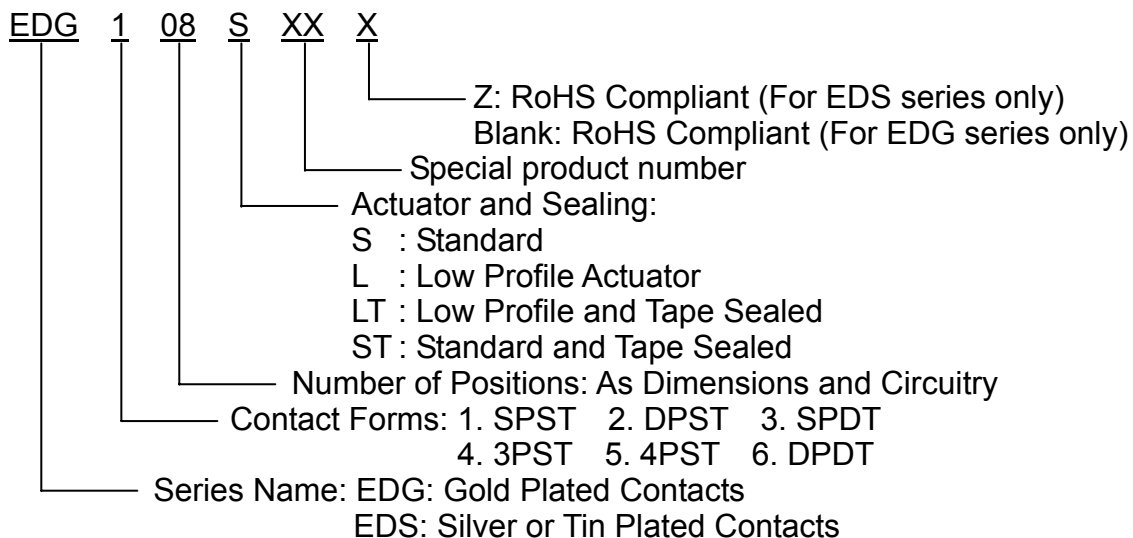 EDG 1 08 S XX X
Z: RoHS Compliant (For EDS series only)
Blank: RoHS Compliant (For EDG series only)
Special product number
Actuator and Sealing:
S : Standard
L : Low Profile Actuator
LT : Low Profile and Tape Sealed
ST : Standard and Tape Sealed
Number of Positions: As Dimensions and Circuitry
Contact Forms: 1. SPST 2. DPST 3. SPDT
4. 3PST 5. 4PST 6. DPDT
Series Name: EDG: Gold Plated Contacts
EDS: Silver or Tin Plated Contacts